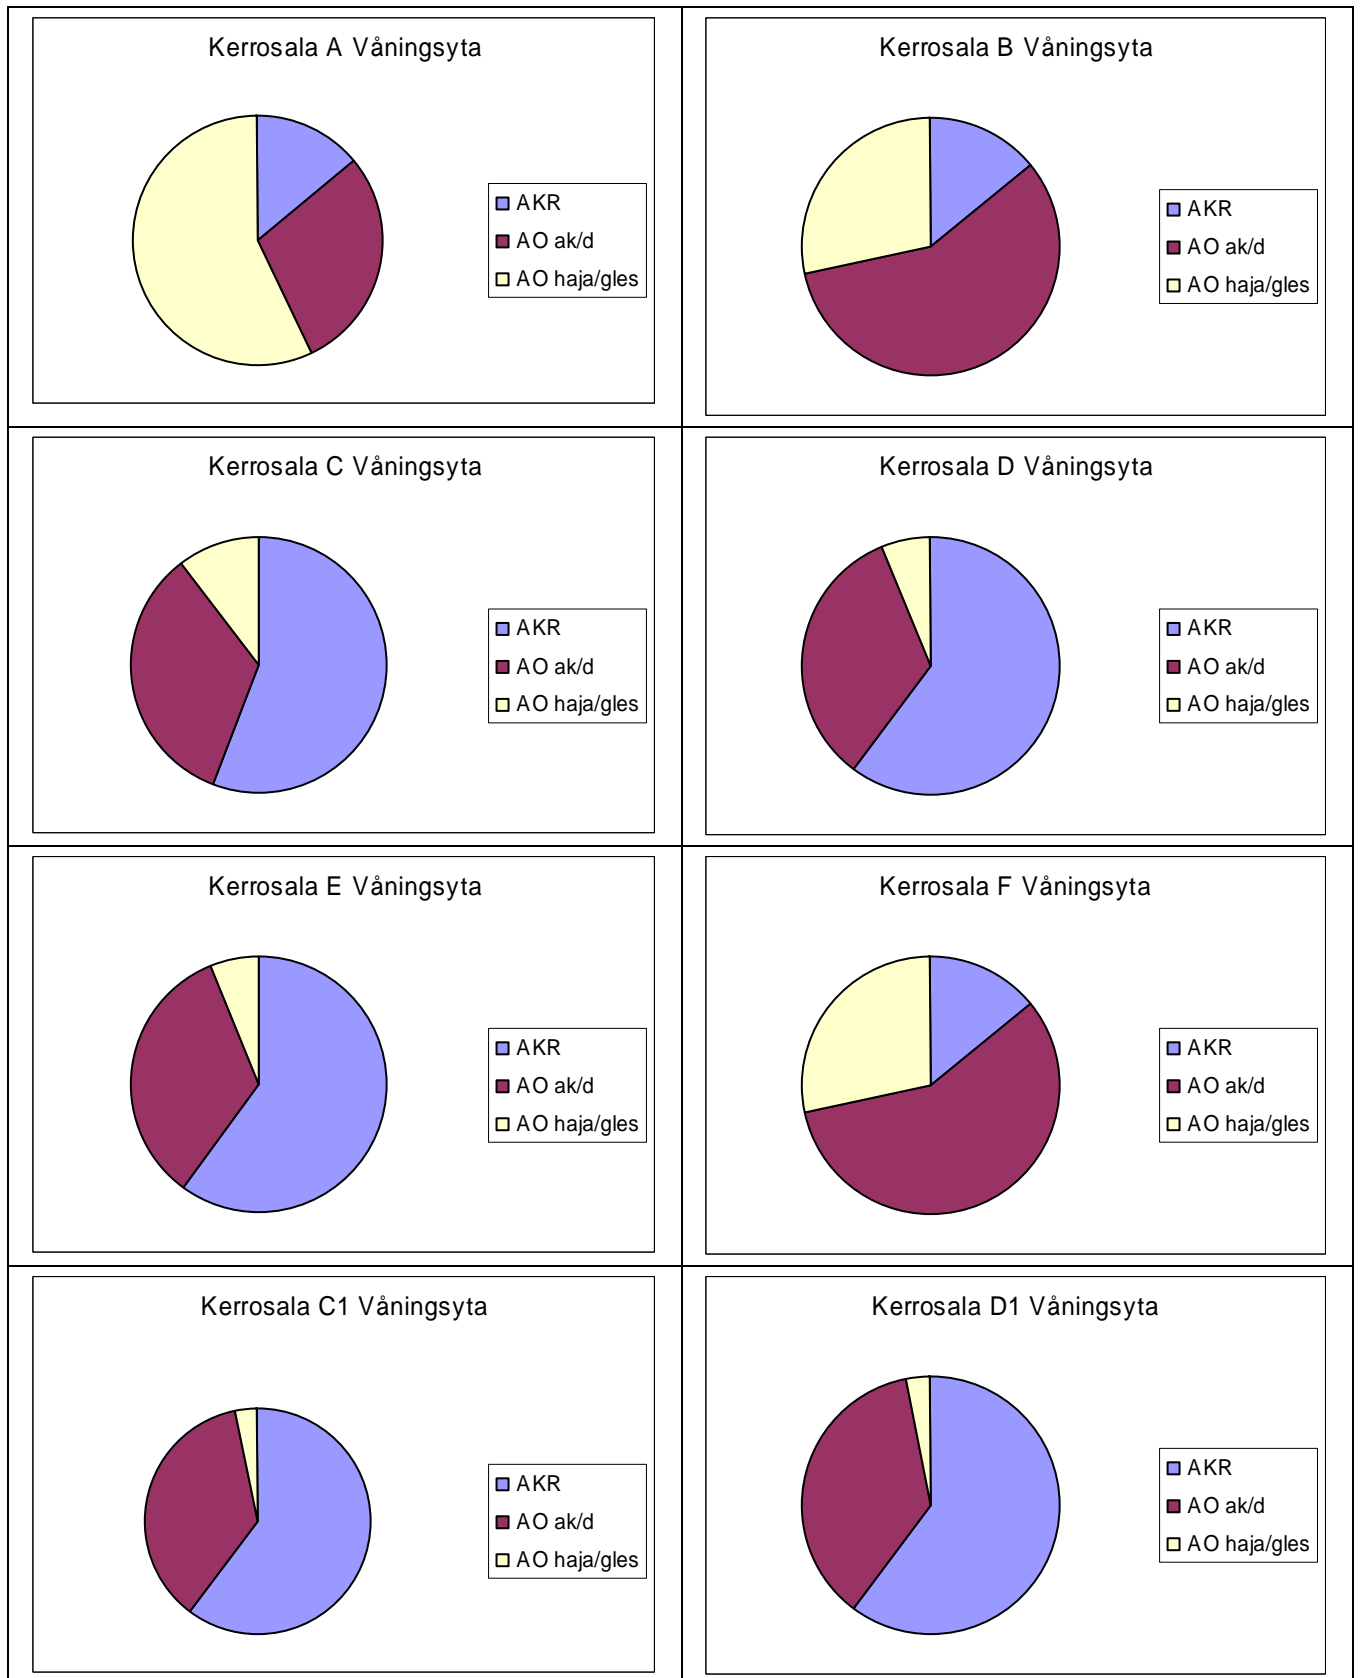 Kerrosala A Våningsyta
AKR
AO ak/d
AO haja/gles
Kerrosala B Våningsyta
AKR
AO ak/d
AO haja/gles
Kerrosala C Våningsyta
AKR
AO ak/d
AO haja/gles
Kerrosala D Våningsyta
AKR
AO ak/d
AO haja/gles
Kerrosala E Våningsyta
AKR
AO ak/d
AO haja/gles
Kerrosala F Våningsyta
AKR
AO ak/d
AO haja/gles
Kerrosala C1 Våningsyta
AKR
AO ak/d
AO haja/gles
Kerrosala D1 Våningsyta
AKR
AO ak/d
AO haja/gles